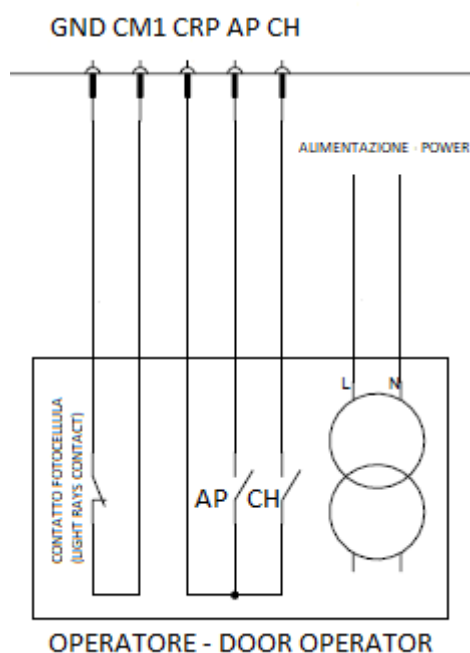 GND CM1 CRP AP CH
ALIMENTAZIONE - POWER
L N
CONTATTO FOTOCELLULA
(LIGHT RAYS CONTACT)
AP CH
OPERATORE - DOOR OPERATOR